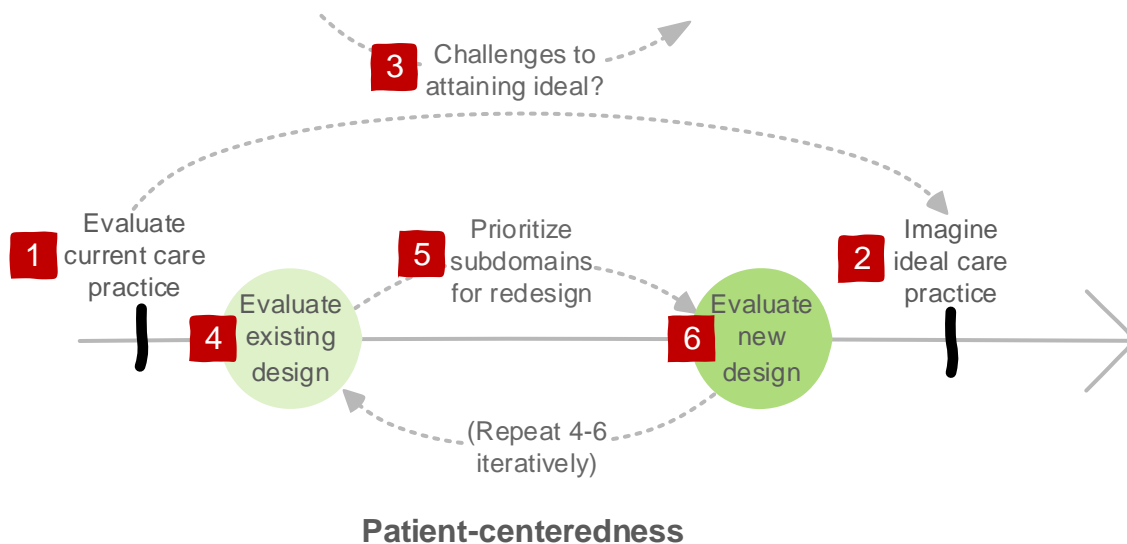 3
Challenges to
attaining ideal?
1
Evaluate
current care
practice
5
Prioritize
subdomains
for redesign
2
Imagine
ideal care
practice
4
Evaluate
existing
design
6
Evaluate
new
design
(Repeat 4-6
iteratively)
Patient-centeredness